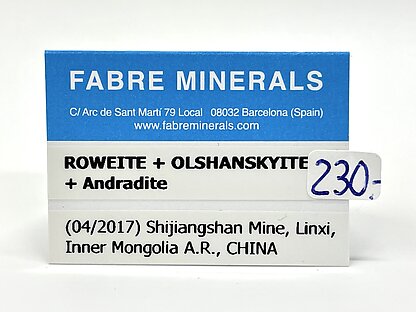 FABRE MINERALS
C/ Arc de Sant Martí 79 Local 08032 Barcelona (Spain)
www.fabreminerals.com
ROWEITE + OLSHANSKYITE
+ Andradite
230,-
(04/2017) Shijiangshan Mine, Linxi,
Inner Mongolia A.R., CHINA